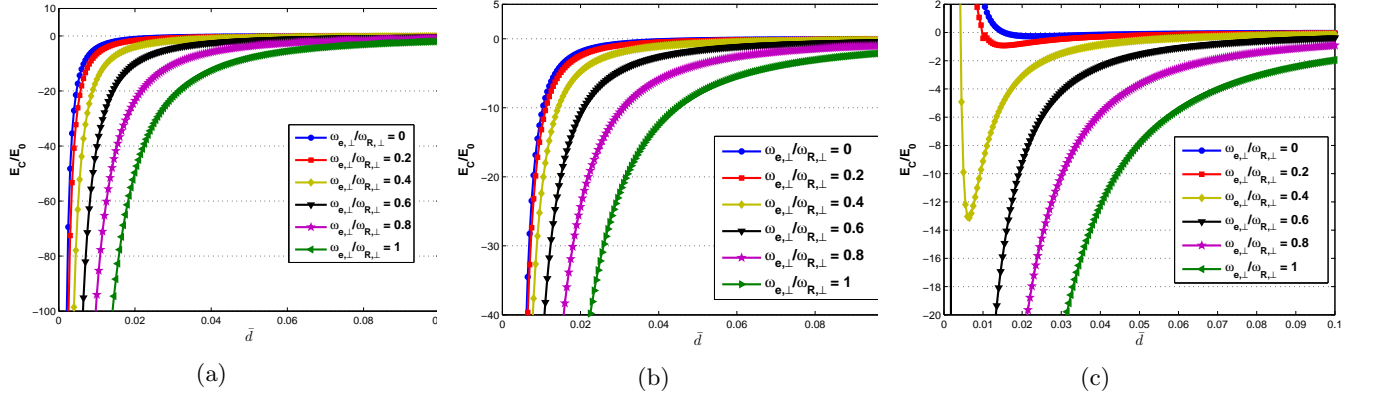 10
0
−20
−40
−60
−80
−100
E_C/E_0
0
0.02
0.04
0.06
0.08
0.
d̄
ω_{e,⊥}/ω_{R,⊥} = 0
ω_{e,⊥}/ω_{R,⊥} = 0.2
ω_{e,⊥}/ω_{R,⊥} = 0.4
ω_{e,⊥}/ω_{R,⊥} = 0.6
ω_{e,⊥}/ω_{R,⊥} = 0.8
ω_{e,⊥}/ω_{R,⊥} = 1
(a)
5
0
−10
−20
−30
−40
E_C/E_0
0
0.02
0.04
0.06
0.08
d̄
ω_{e,⊥}/ω_{R,⊥} = 0
ω_{e,⊥}/ω_{R,⊥} = 0.2
ω_{e,⊥}/ω_{R,⊥} = 0.4
ω_{e,⊥}/ω_{R,⊥} = 0.6
ω_{e,⊥}/ω_{R,⊥} = 0.8
ω_{e,⊥}/ω_{R,⊥} = 1
(b)
2
0
−2
−4
−6
−8
−10
−12
−14
−16
−18
−20
E_C/E_0
0
0.01
0.02
0.03
0.04
0.05
0.06
0.07
0.08
0.09
0.1
d̄
ω_{e,⊥}/ω_{R,⊥} = 0
ω_{e,⊥}/ω_{R,⊥} = 0.2
ω_{e,⊥}/ω_{R,⊥} = 0.4
ω_{e,⊥}/ω_{R,⊥} = 0.6
ω_{e,⊥}/ω_{R,⊥} = 0.8
ω_{e,⊥}/ω_{R,⊥} = 1
(c)